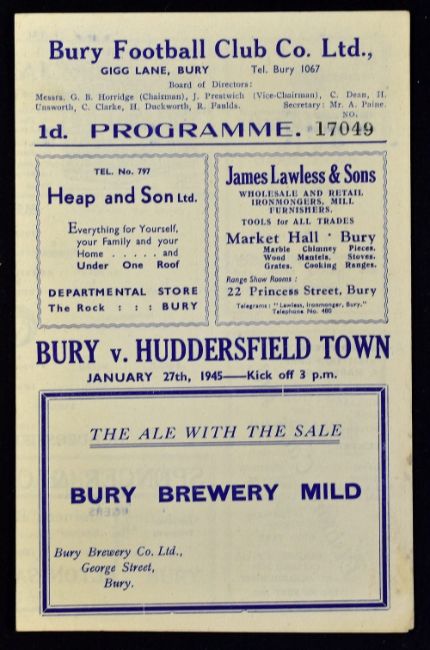 Bury Football Club Co. Ltd.,
GIGG LANE, BURY Tel. Bury 1067
Board of Directors:
Messrs. G. B. Horridge (Chairman), J. Prestwich (Vice-Chairman), C. Dean, H.
Unsworth, C. Clarke, H. Duckworth, R. Faulds. Secretary: Mr. A. Paine.
NO.
1d. PROGRAMME. 17049
TEL. No. 797
Heap and Son Ltd.
Everything for Yourself,
your Family and your
Home . . . . . and
Under One Roof
DEPARTMENTAL STORE
The Rock : : : BURY
James Lawless & Sons
WHOLESALE AND RETAIL
IRONMONGERS, MILL
FURNISHERS.
TOOLS for ALL TRADES
Market Hall · Bury
Marble Chimney Pieces.
Wood Mantels. Stoves.
Grates. Cooking Ranges.
Range Show Rooms :
22 Princess Street, Bury
Telegrams: "Lawless, Ironmonger, Bury."
Telephone No. 460
BURY v. HUDDERSFIELD TOWN
JANUARY 27th, 1945—Kick off 3 p.m.
THE ALE WITH THE SALE
BURY BREWERY MILD
Bury Brewery Co. Ltd.,
George Street,
Bury.